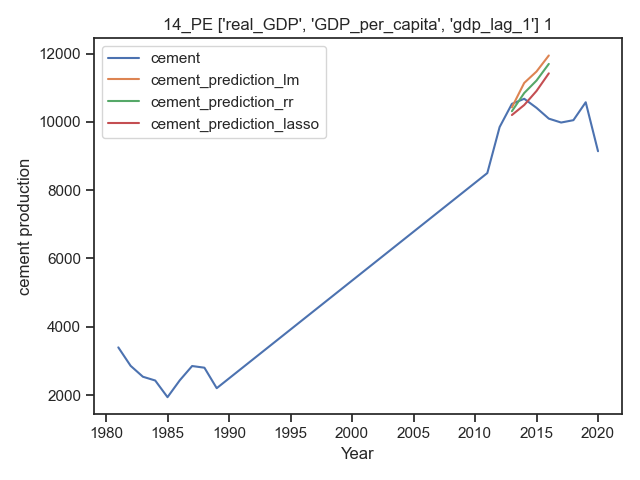 14_PE ['real_GDP', 'GDP_per_capita', 'gdp_lag_1'] 1
cement
cement_prediction_lm
cement_prediction_rr
cement_prediction_lasso
cement production
12000
10000
8000
6000
4000
2000
1980 1985 1990 1995 2000 2005 2010 2015 2020
Year